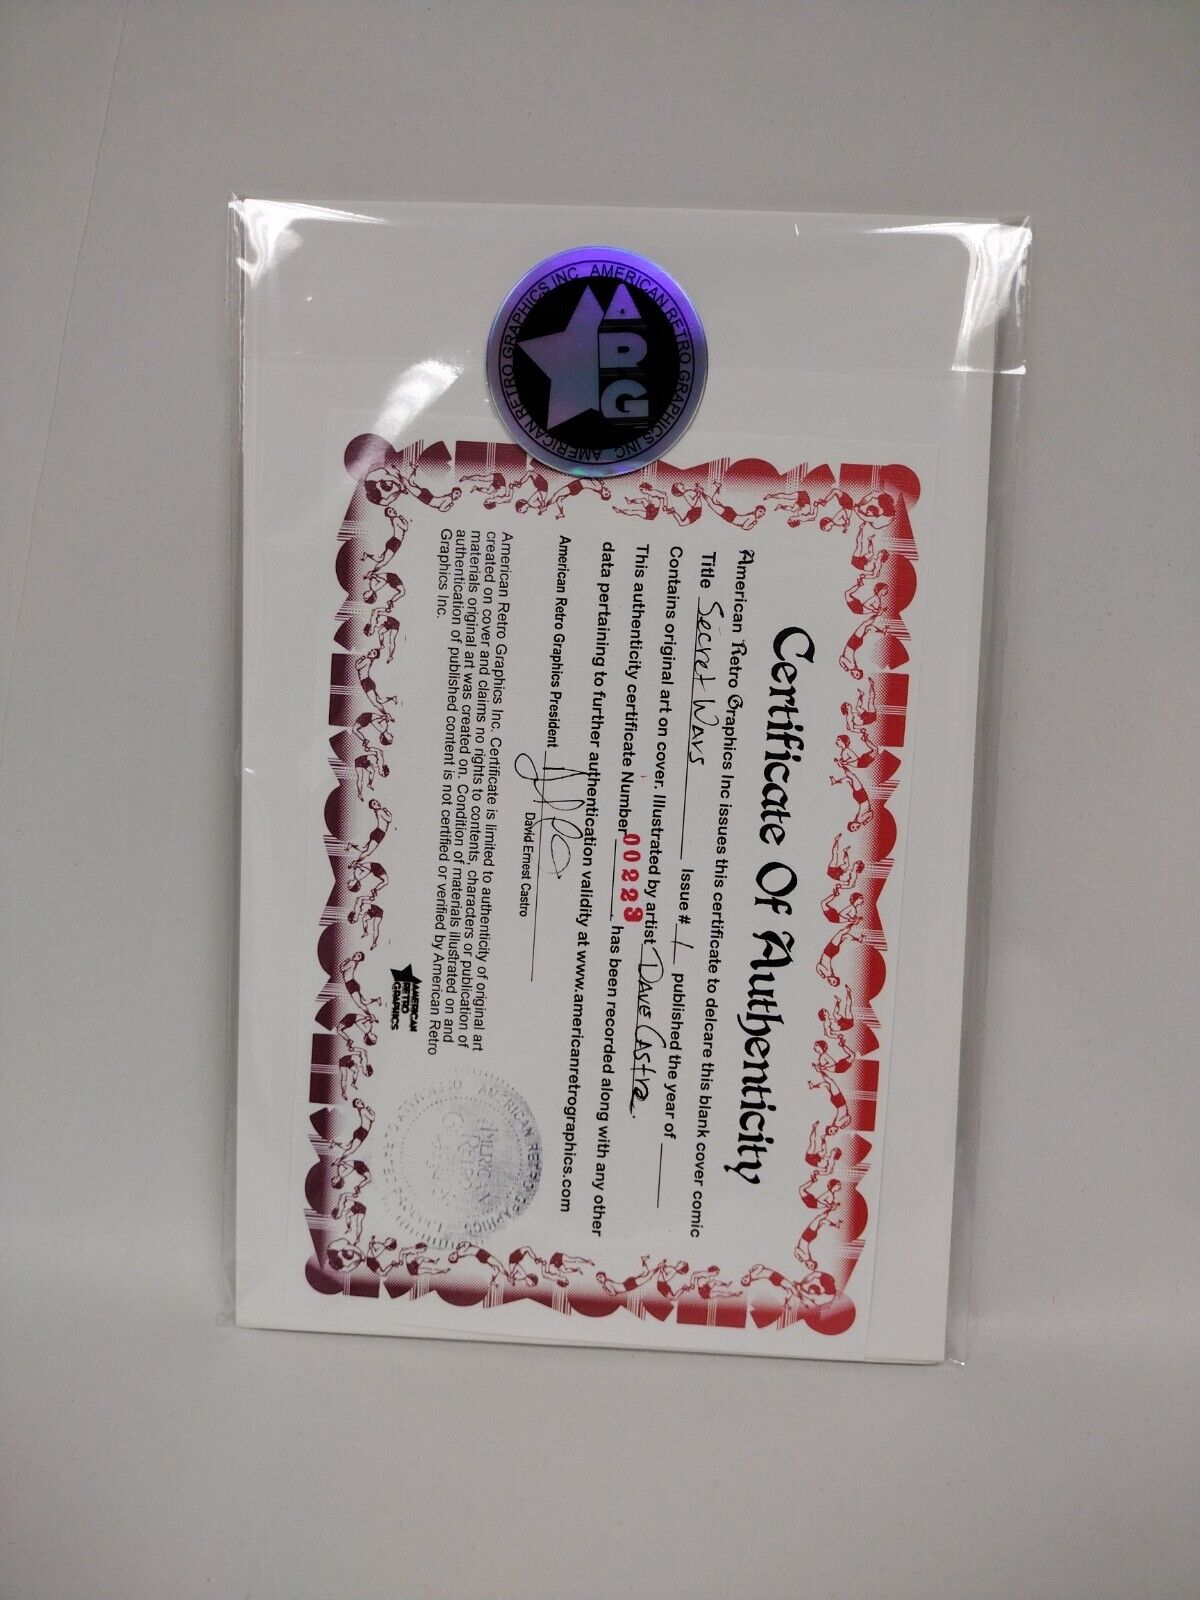 AMERICAN RETRO GRAPHICS INC. AMERICAN RETRO GRAPHICS INC.
ARG
Certificate Of Authenticity
American Retro Graphics Inc issues this certificate to delcare this blank cover comic
Title Secret Wars Issue # 1 published the year of
Contains original art on cover. Illustrated by artist Dave Castro.
This authenticity certificate Number 00223 has been recorded along with any other
data pertaining to further authentication validity at www.americanretrographics.com
American Retro Graphics President
David Ernest Castro
American Retro Graphics Inc. Certificate is limited to authenticity of original art
created on cover and claims no rights to contents, characters or publication of
materials original art was created on. Condition of materials illustrated on and
authentication of published content is not certified or verified by American Retro
Graphics Inc.
AMERICAN
RETRO
GRAPHICS
AMERICAN RETRO GRAPHICS